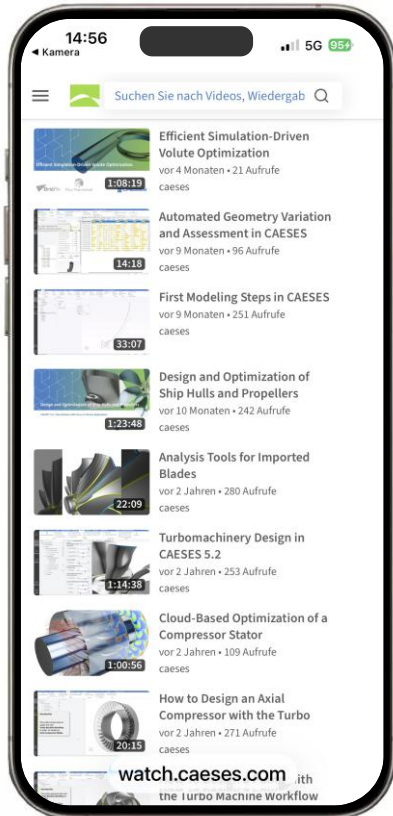 14:56
5G 95
◀ Kamera
Suchen Sie nach Videos, Wiedergab
Efficient Simulation-Driven
Volute Optimization
Efficient Simulation-Driven Volute Optimization
vor 4 Monaten • 21 Aufrufe
1:08:19
caeses
Automated Geometry Variation
and Assessment in CAESES
vor 9 Monaten • 96 Aufrufe
14:18
caeses
First Modeling Steps in CAESES
vor 9 Monaten • 251 Aufrufe
caeses
33:07
Design and Optimization of
Ship Hulls and Propellers
vor 10 Monaten • 242 Aufrufe
1:23:48
caeses
Analysis Tools for Imported
Blades
vor 2 Jahren • 280 Aufrufe
22:09
caeses
Turbomachinery Design in
CAESES 5.2
vor 2 Jahren • 253 Aufrufe
1:14:38
caeses
Cloud-Based Optimization of a
Compressor Stator
vor 2 Jahren • 109 Aufrufe
1:00:56
caeses
How to Design an Axial
Compressor with the Turbo
vor 2 Jahren • 271 Aufrufe
20:15
caeses
watch.caeses.com
ith
the Turbo Machine Workflow